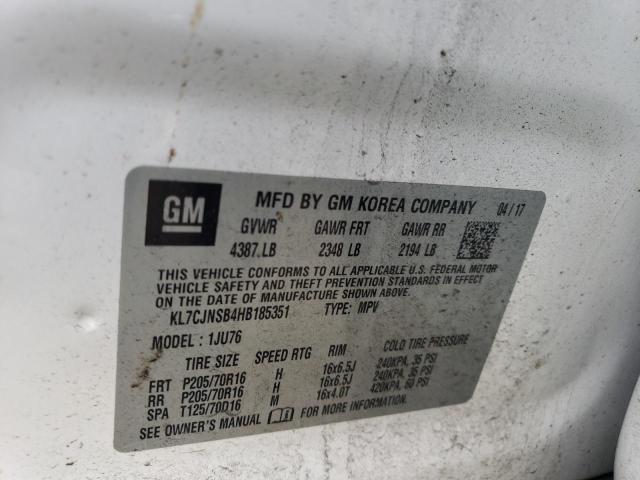 GM MFD BY GM KOREA COMPANY 04/17
GVWR GAWR FRT GAWR RR
4387 LB 2348 LB 2194 LB
THIS VEHICLE CONFORMS TO ALL APPLICABLE U.S. FEDERAL MOTOR
VEHICLE SAFETY AND THEFT PREVENTION STANDARDS IN EFFECT
ON THE DATE OF MANUFACTURE SHOWN ABOVE.
KL7CJNSB4HB185351 TYPE: MPV
MODEL : 1JU76
TIRE SIZE SPEED RTG RIM COLD TIRE PRESSURE
FRT P205/70R16 H 16x6.5J 240KPA, 35 PSI
RR P205/70R16 H 16x6.5J 240KPA, 35 PSI
SPA T125/70D16 M 16x4.0T 420KPA, 60 PSI
SEE OWNER'S MANUAL FOR MORE INFORMATION.